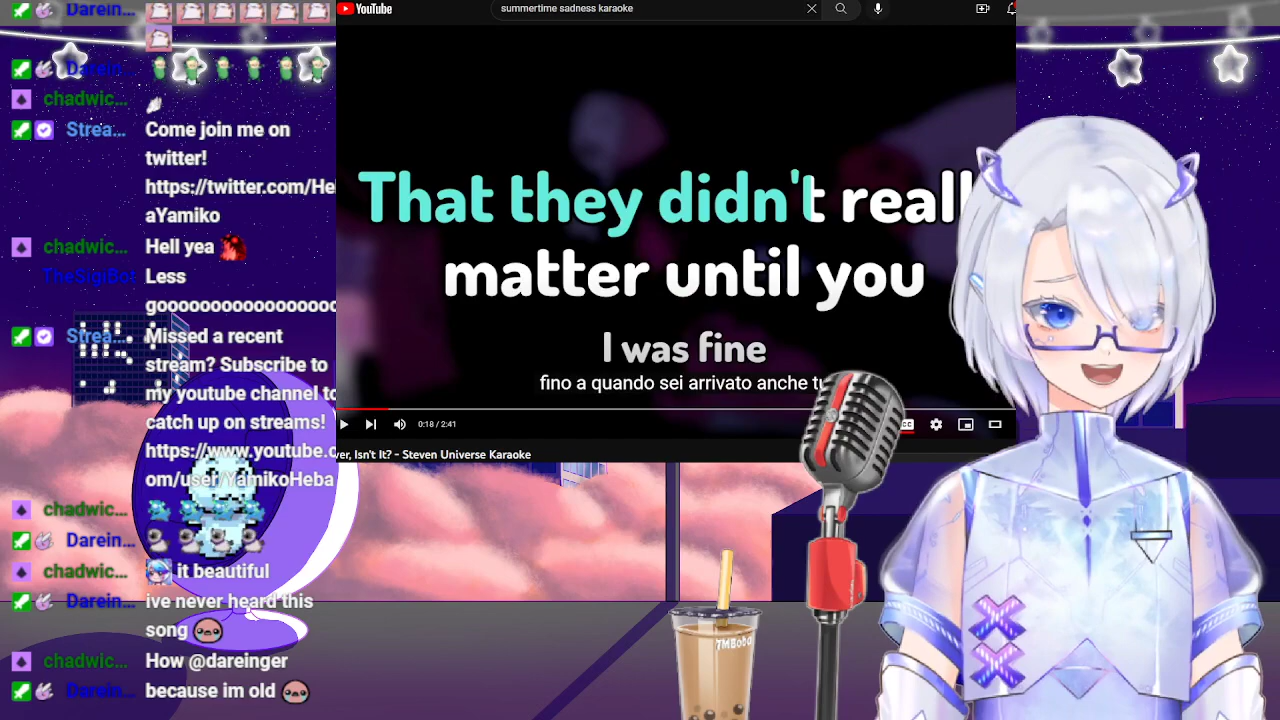 Darein...
Darein...
chadwic...
Strea... Come join me on
twitter!
https://twitter.com/He
aYamiko
chadwic... Hell yea
TheSigiBot Less
gooooooooooooooooo
Strea... Missed a recent
stream? Subscribe to
my youtube channel to
catch up on streams!
https://www.youtube.c
om/user/YamikoHeba
chadwic...
Darein...
chadwic... it beautiful
Darein... ive never heard this
song
chadwic... How @dareinger
Darein... because im old
YouTube
summertime sadness karaoke
That they didn't reall
matter until you
I was fine
fino a quando sei arrivato anche tu
0:18 / 2:41
ver, Isn't It? - Steven Universe Karaoke
TMBoba